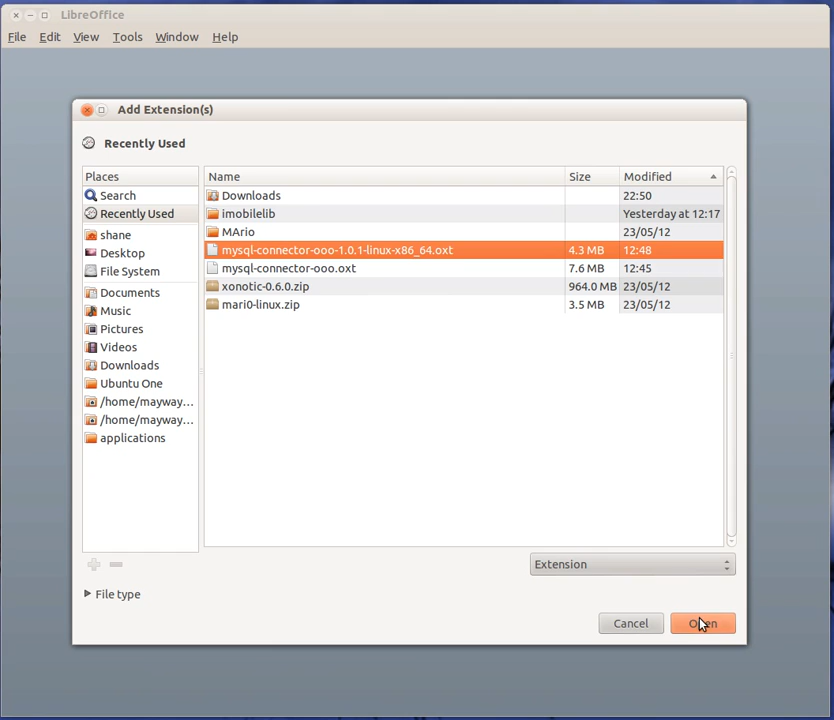 LibreOffice
File Edit View Tools Window Help
Add Extension(s)
Recently Used
Places Name Size Modified
Search Downloads 22:50
Recently Used imobilelib Yesterday at 12:17
shane MArio 23/05/12
Desktop mysql-connector-ooo-1.0.1-linux-x86_64.oxt 4.3 MB 12:48
File System mysql-connector-ooo.oxt 7.6 MB 12:45
Documents xonotic-0.6.0.zip 964.0 MB 23/05/12
Music mari0-linux.zip 3.5 MB 23/05/12
Pictures
Videos
Downloads
Ubuntu One
/home/mayway...
/home/mayway...
applications
Extension
File type
Cancel Open